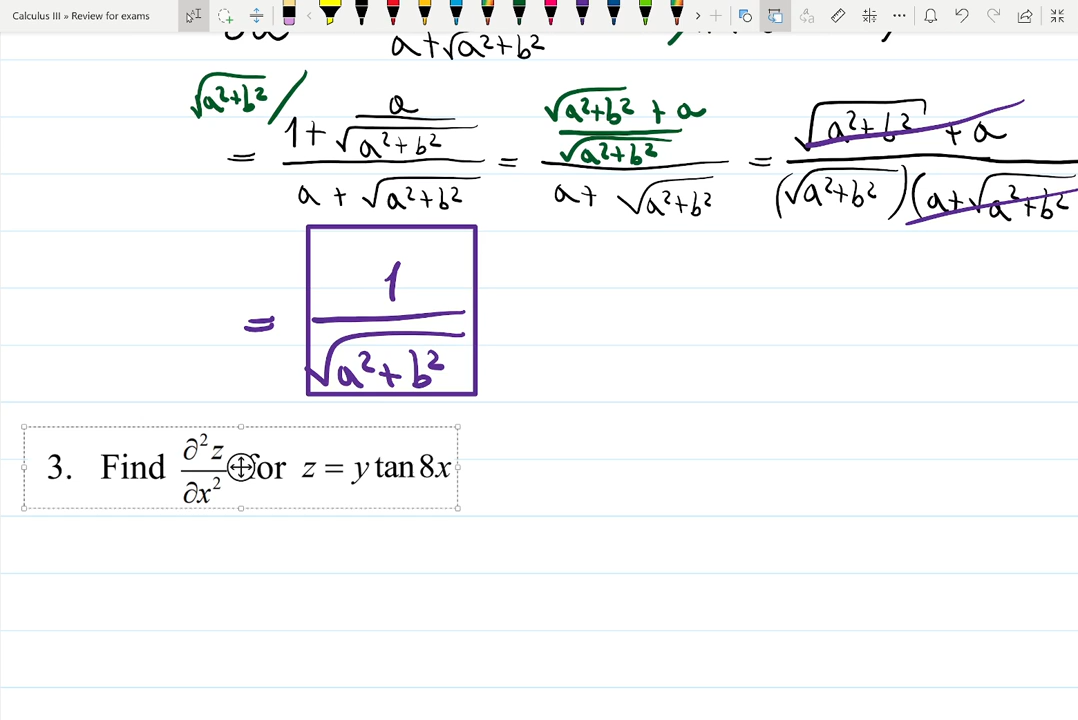 Calculus III » Review for exams
a+√a²+b²
√a²+b² / (1 + a/√a²+b²)/(a + √a²+b²) = ((√a²+b² + a)/√a²+b²)/(a+ √a²+b²) = (√a²+b² + a)/((√a²+b²)(a+√a²+b²
= 1/√a²+b²
3. Find ∂²z/∂x² for z = y tan 8x